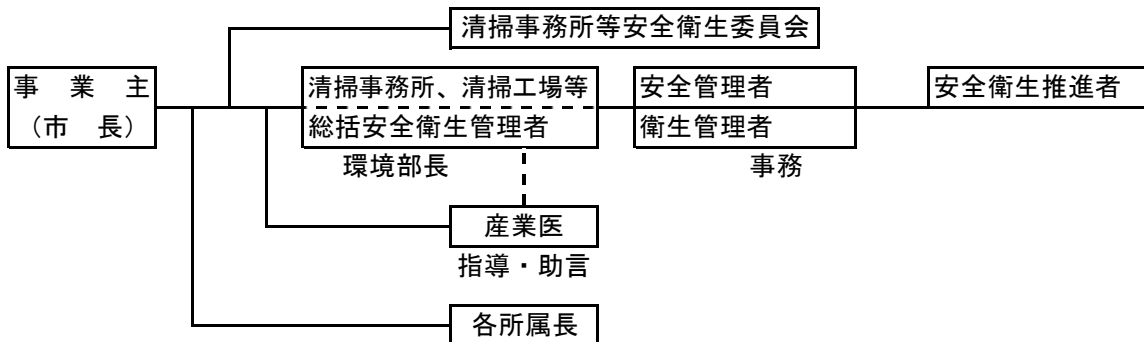 清掃事務所等安全衛生委員会
事業主
(市長)
清掃事務所、清掃工場等
総括安全衛生管理者
環境部長
安全管理者
衛生管理者
事務
安全衛生推進者
産業医
指導・助言
各所属長